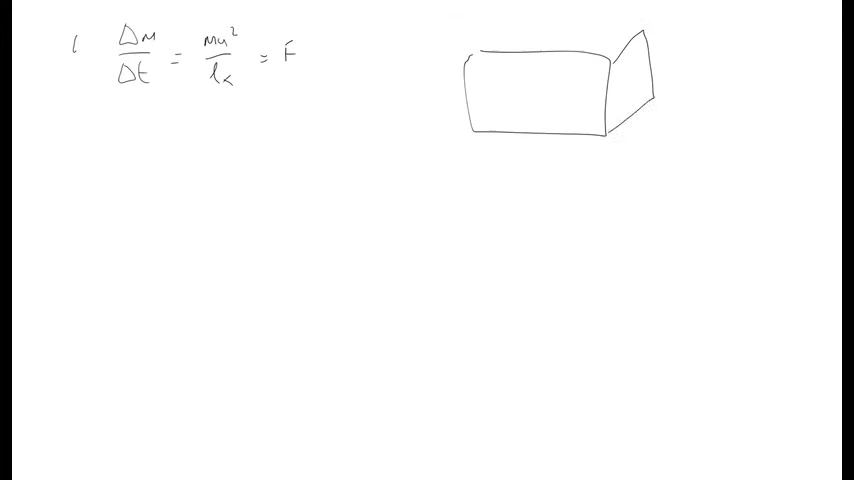 1 Δm/Δt = mu²/lₓ = F